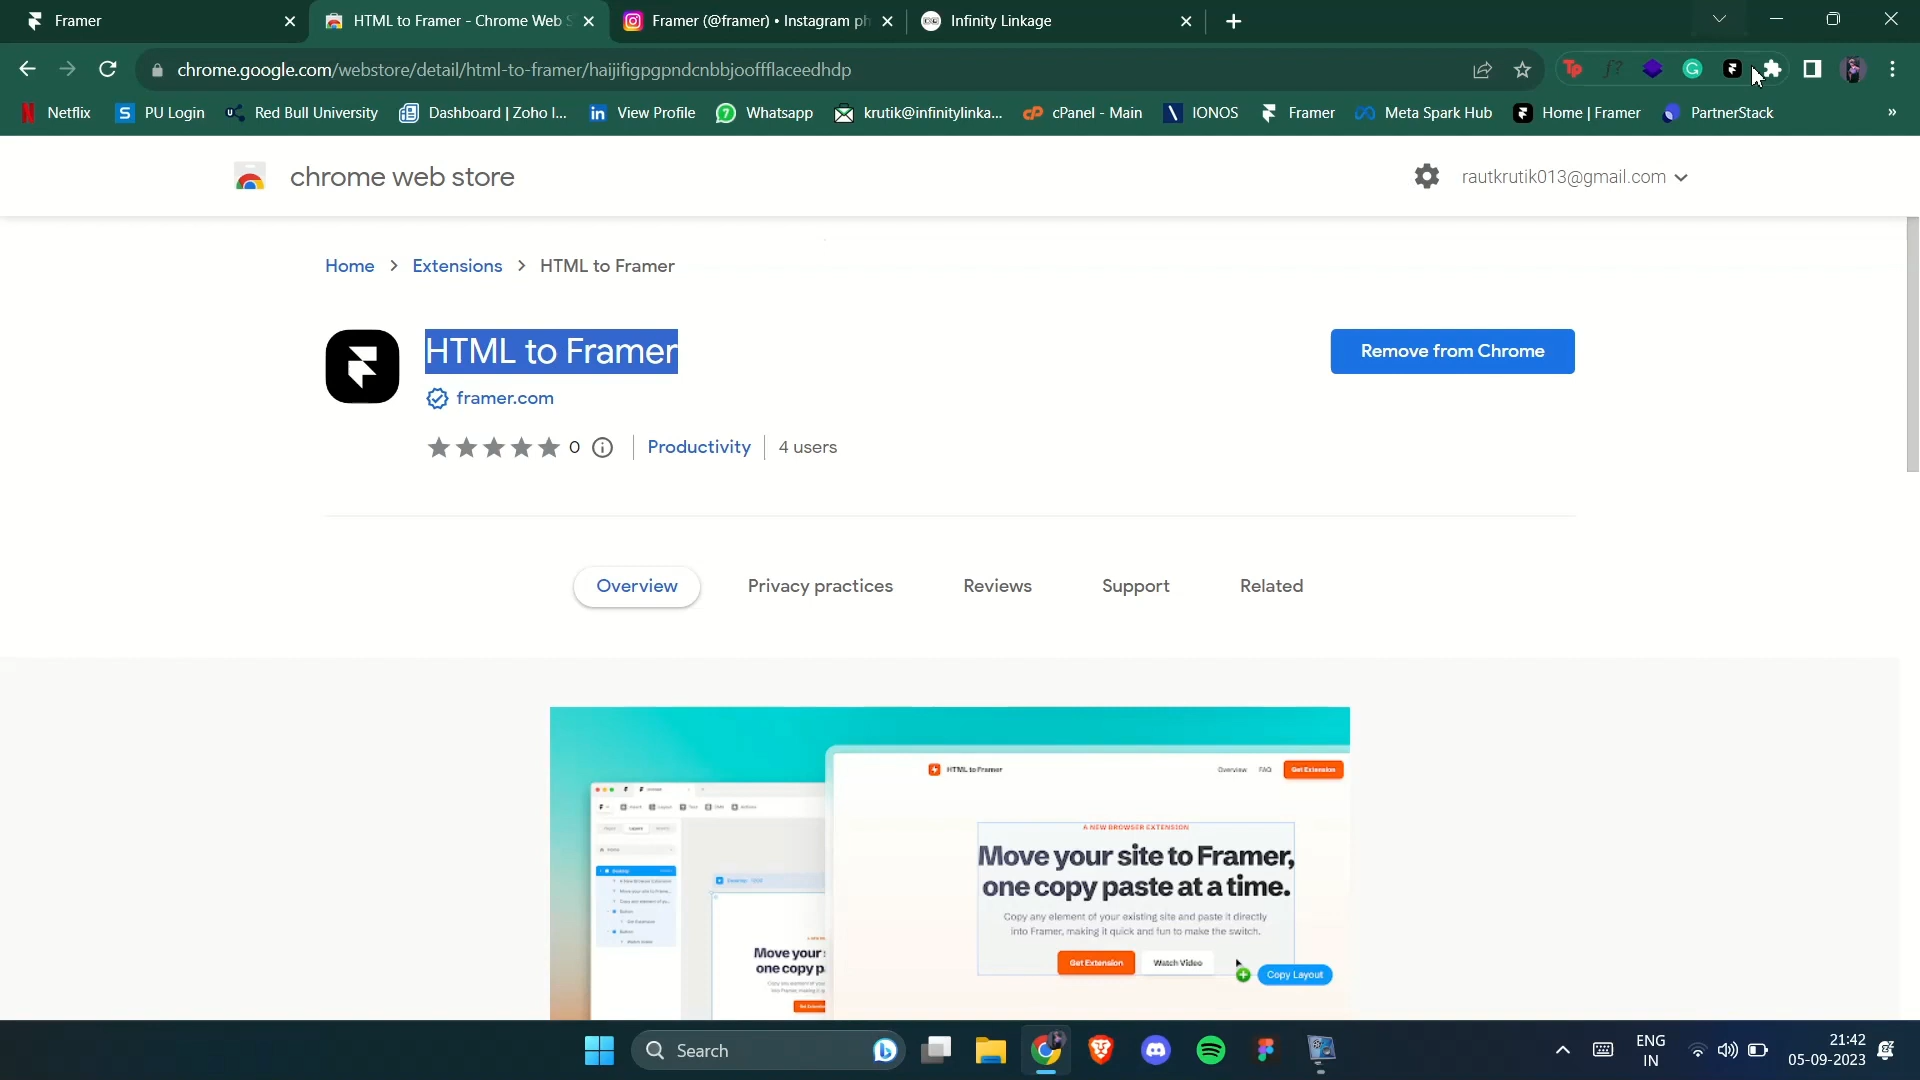 Framer
HTML to Framer - Chrome Web S
Framer (@framer) • Instagram ph
Infinity Linkage
chrome.google.com/webstore/detail/html-to-framer/haijifigpgpndcnbbjooffflaceedhdp
Netflix
PU Login
Red Bull University
Dashboard | Zoho I...
View Profile
Whatsapp
krutik@infinitylinka...
cPanel - Main
IONOS
Framer
Meta Spark Hub
Home | Framer
PartnerStack
»
chrome web store
rautkrutik013@gmail.com
Home > Extensions > HTML to Framer
HTML to Framer
Remove from Chrome
framer.com
0
Productivity
4 users
Overview
Privacy practices
Reviews
Support
Related
HTML to Framer
Overview
FAQ
Get Extension
A NEW BROWSER EXTENSION
Move your site to Framer,
one copy paste at a time.
Copy any element of your existing site and paste it directly
into Framer, making it quick and fun to make the switch.
Get Extension
Watch Video
Copy Layout
Desktop
Move your
one copy p
Search
ENG
IN
21:42
05-09-2023